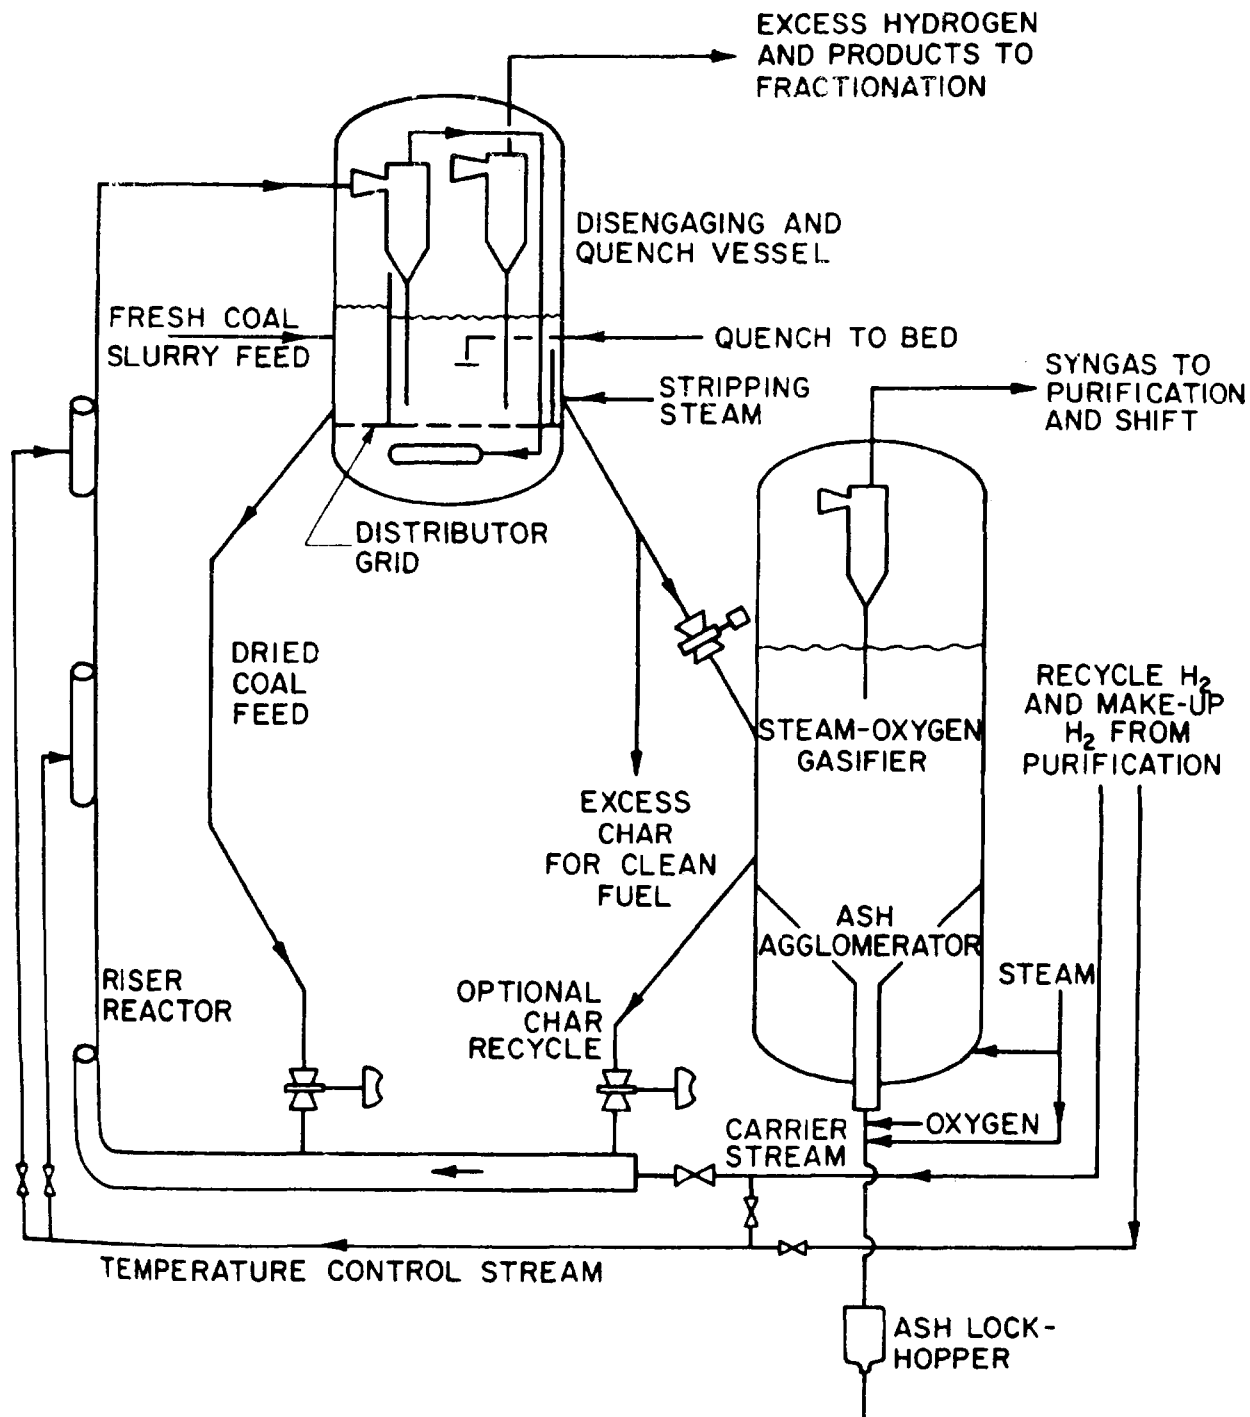 EXCESS HYDROGEN
AND PRODUCTS TO
FRACTIONATION
DISENGAGING AND
QUENCH VESSEL
FRESH COAL
SLURRY FEED
QUENCH TO BED
STRIPPING
STEAM
SYNGAS TO
PURIFICATION
AND SHIFT
DISTRIBUTOR
GRID
DRIED
COAL
FEED
STEAM-OXYGEN
GASIFIER
RECYCLE H₂
AND MAKE-UP
H₂ FROM
PURIFICATION
EXCESS
CHAR
FOR CLEAN
FUEL
ASH
AGGLOMERATOR
STEAM
RISER
REACTOR
OPTIONAL
CHAR
RECYCLE
OXYGEN
CARRIER
STREAM
TEMPERATURE CONTROL STREAM
ASH LOCK-
HOPPER